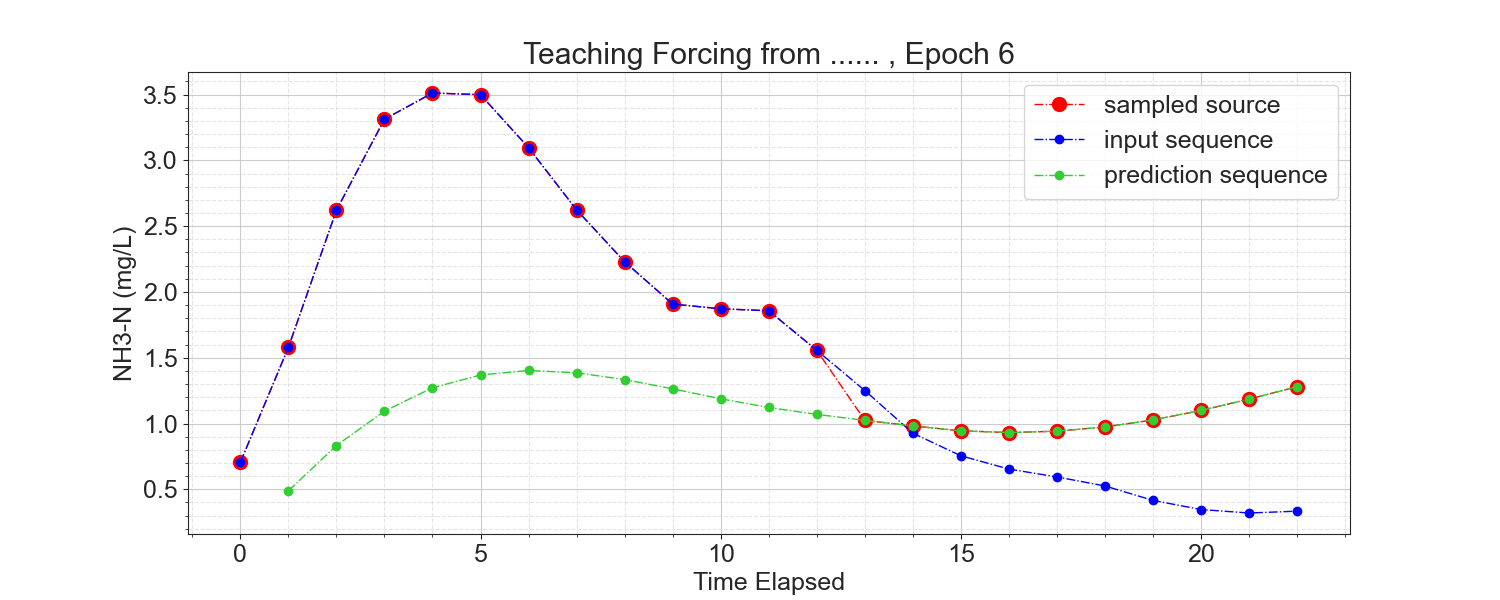 Teaching Forcing from ...... , Epoch 6
sampled source
input sequence
prediction sequence
NH3-N (mg/L)
3.5
3.0
2.5
2.0
1.5
1.0
0.5
0 5 10 15 20
Time Elapsed